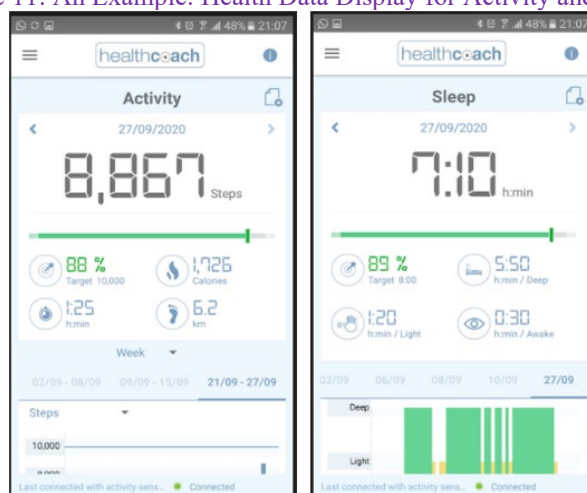 e 11: An Example: Health Data Display for Activity and
48% 21:07
healthcoach
Activity
27/09/2020
8,867 Steps
88 %
Target 10,000
1,726
Calories
1:25
h:min
6.2
km
Week
02/09 - 08/09 09/09 - 15/09 21/09 - 27/09
Steps
10,000
Last connected with activity sens... Connected
48% 21:07
healthcoach
Sleep
27/09/2020
7:10 h:min
89 %
Target 8:00
5:50
h:min / Deep
1:20
h:min / Light
0:30
h:min / Awake
03/09 06/09 08/09 10/09 27/09
Deep
Light
Last connected with activity sens... Connected